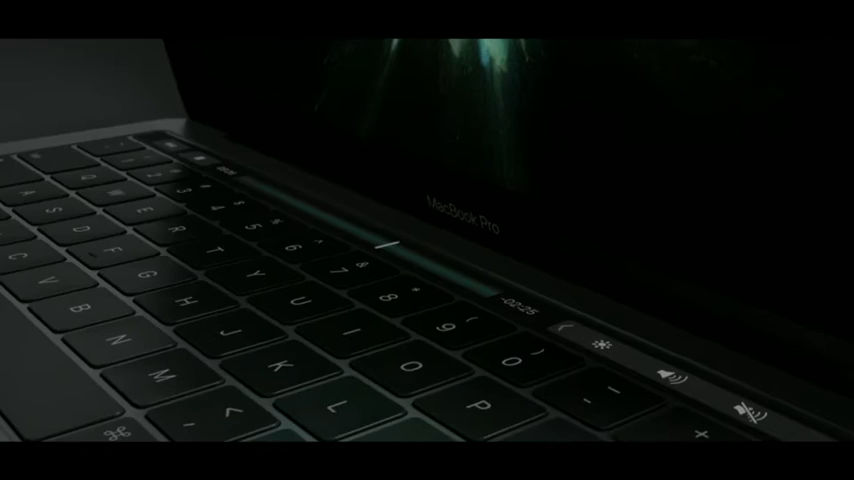 MacBook Pro
-02:25
3 $ 4 % 5 ^ 6 & 7 * 8 ( 9 ) 0
E R T Y U I O P
S D F G H J K L
C V B N M <
⌘